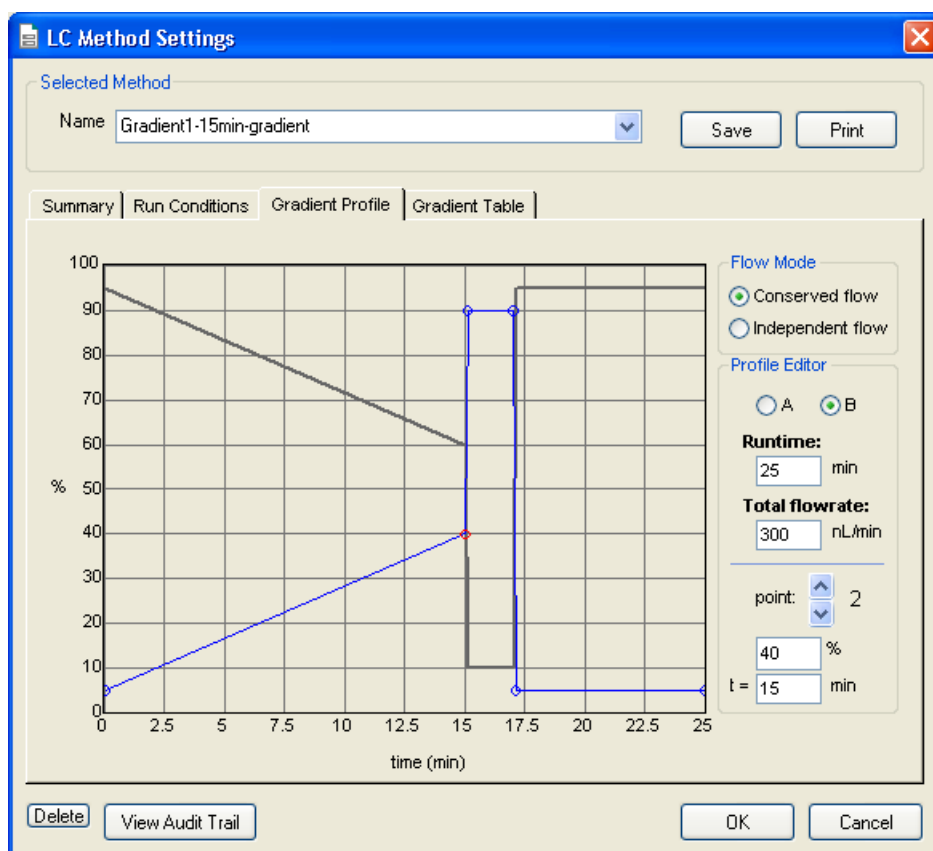 LC Method Settings
Selected Method
Name Gradient1-15min-gradient Save Print
Summary Run Conditions Gradient Profile Gradient Table
100
90
80
70
60
% 50
40
30
20
10
0
0 2.5 5 7.5 10 12.5 15 17.5 20 22.5 25
time (min)
Flow Mode
Conserved flow
Independent flow
Profile Editor
A B
Runtime:
25 min
Total flowrate:
300 nL/min
point: 2
40 %
t = 15 min
Delete View Audit Trail OK Cancel